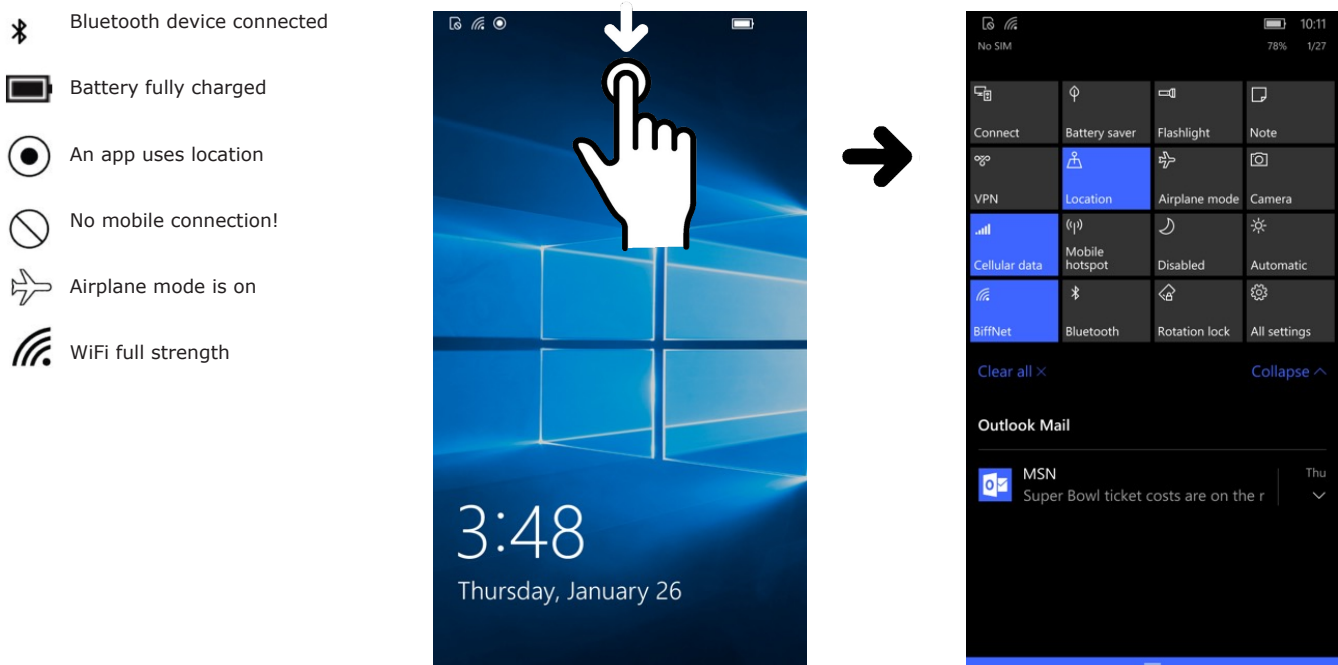 Bluetooth device connected
Battery fully charged
An app uses location
No mobile connection!
Airplane mode is on
WiFi full strength
3:48
Thursday, January 26
10:11
No SIM 78% 1/27
Connect Battery saver Flashlight Note
VPN Location Airplane mode Camera
Cellular data Mobile hotspot Disabled Automatic
BiffNet Bluetooth Rotation lock All settings
Clear all Collapse
Outlook Mail
MSN Thu
Super Bowl ticket costs are on the r